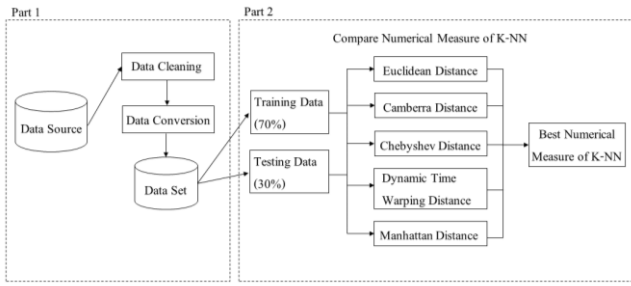 Part 1
Part 2
Data Source
Data Cleaning
Data Conversion
Data Set
Compare Numerical Measure of K-NN
Training Data
(70%)
Testing Data
(30%)
Euclidean Distance
Camberra Distance
Chebyshev Distance
Dynamic Time
Warping Distance
Manhattan Distance
Best Numerical
Measure of K-NN